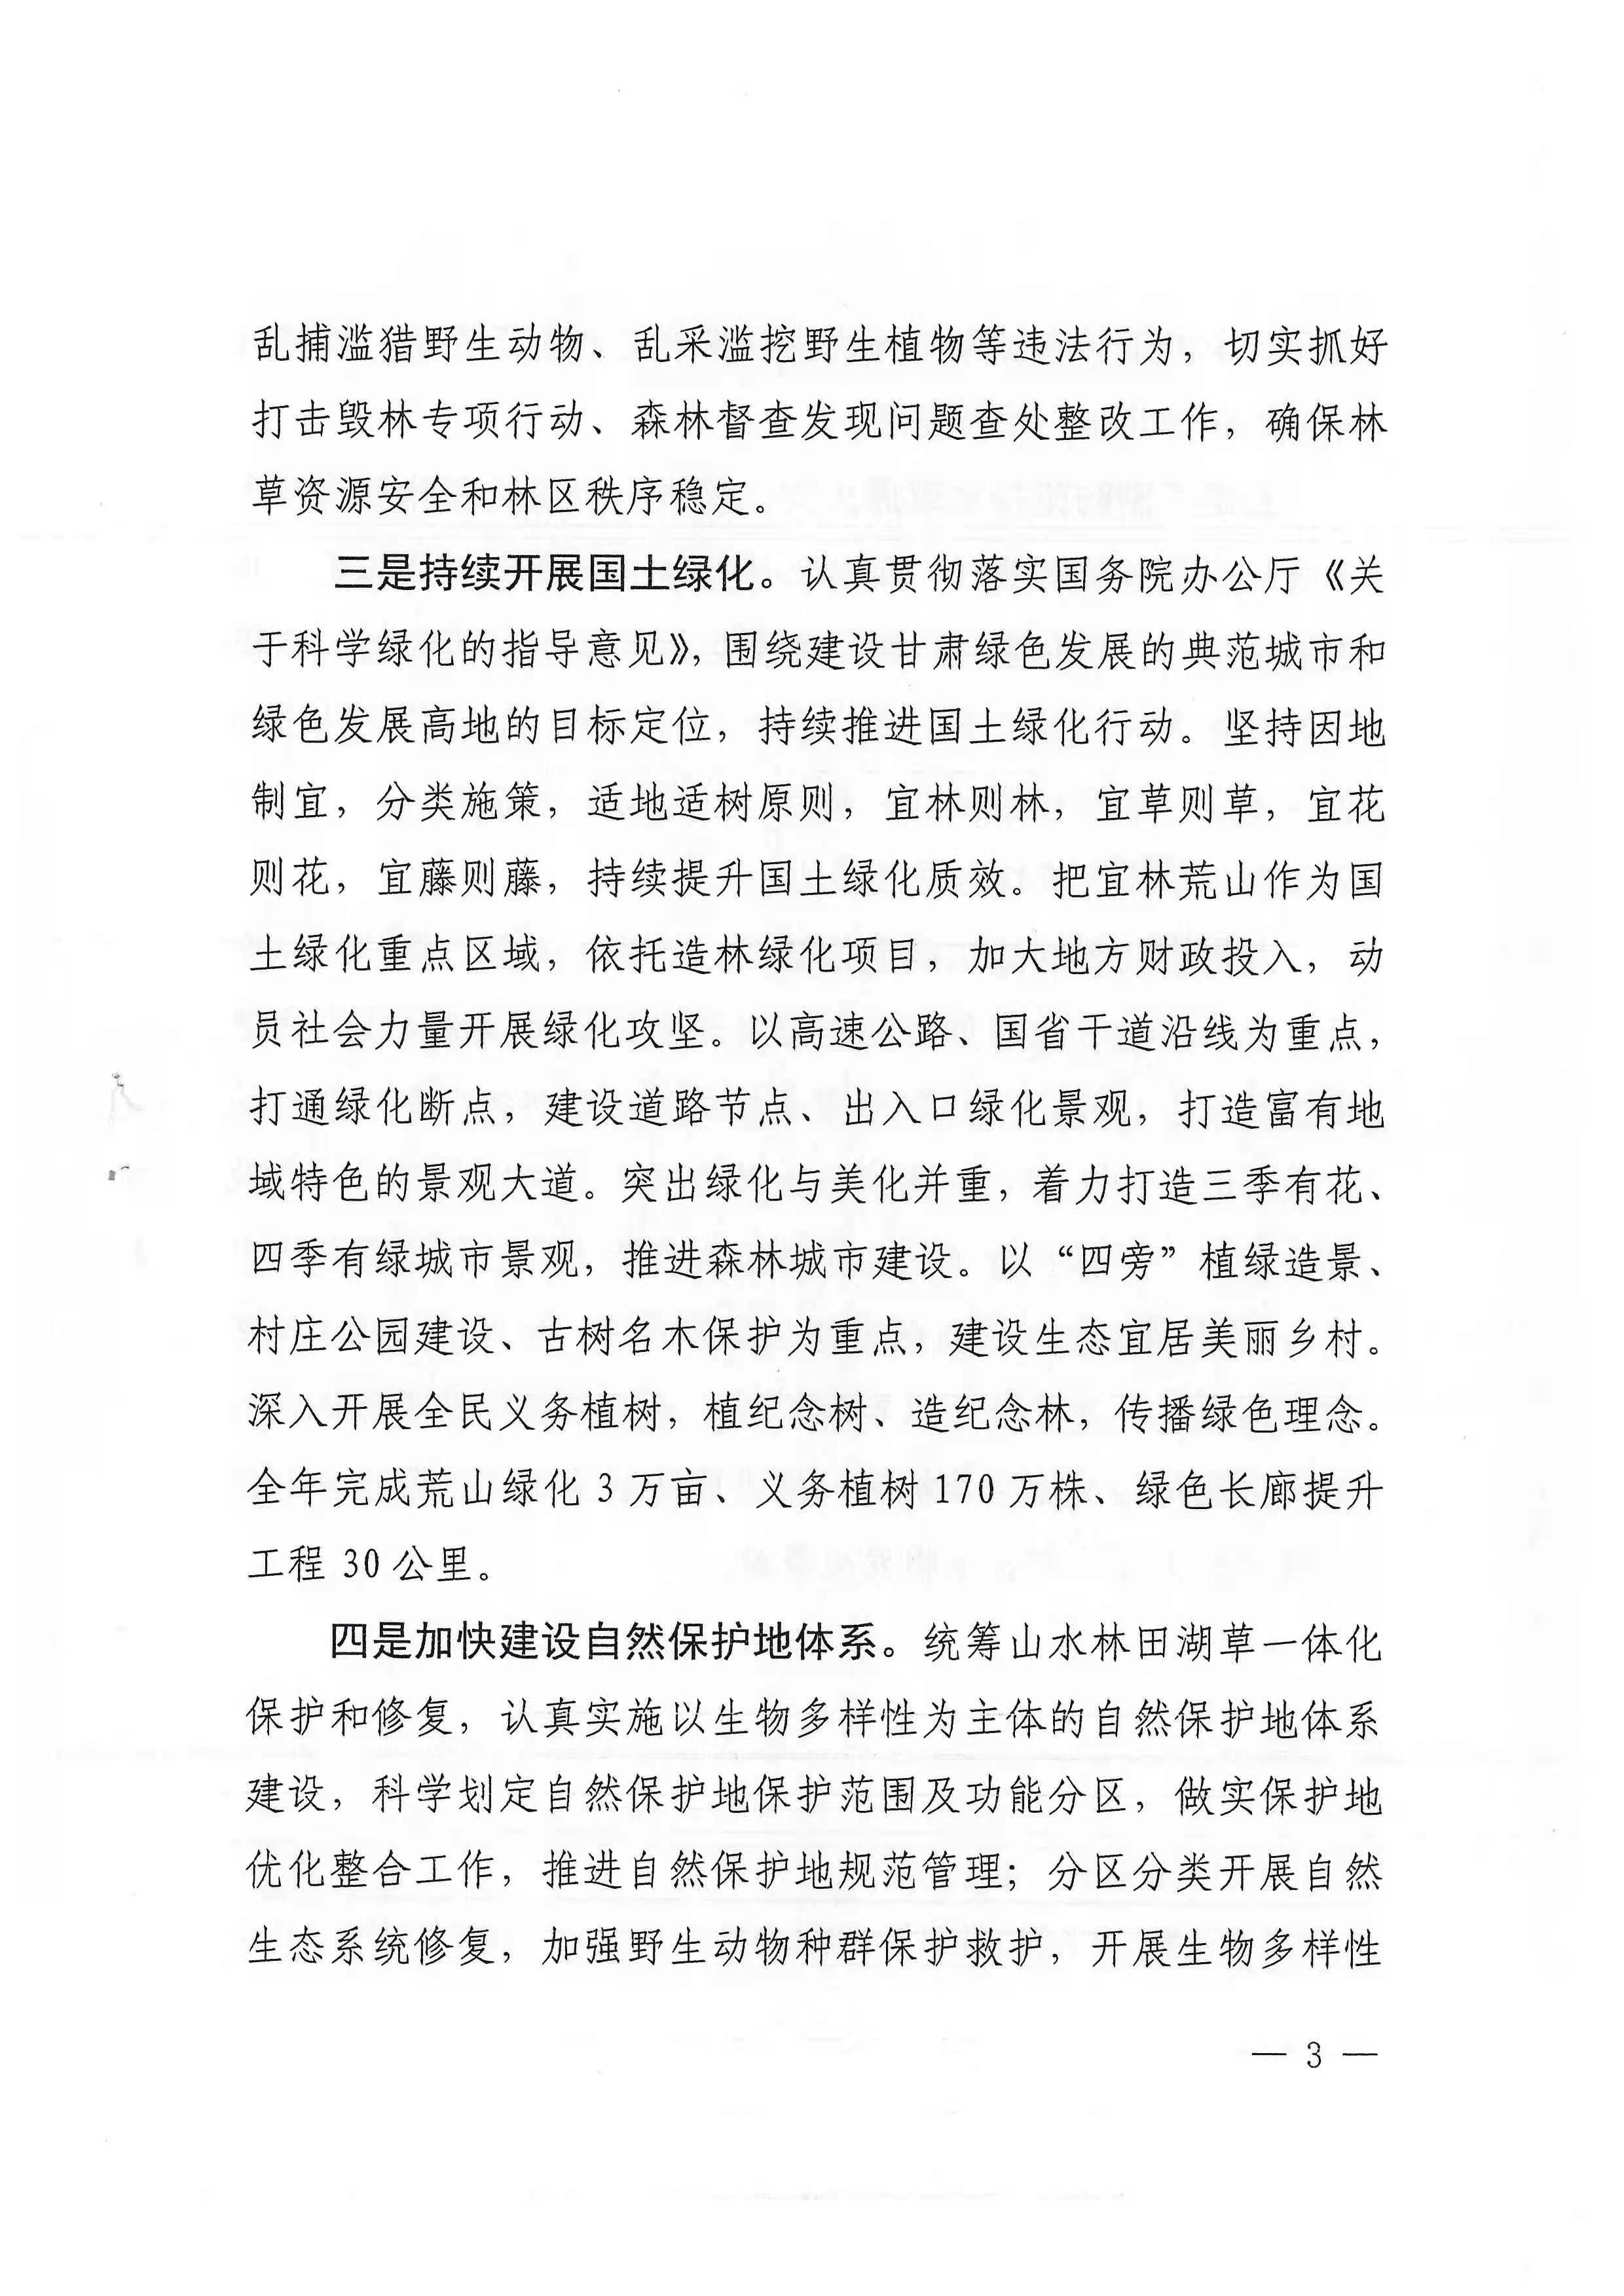 乱捕滥猎野生动物、乱采滥挖野生植物等违法行为，切实抓好
打击毁林专项行动、森林督查发现问题查处整改工作，确保林
草资源安全和林区秩序稳定。
三是持续开展国土绿化。认真贯彻落实国务院办公厅《关
于科学绿化的指导意见》，围绕建设甘肃绿色发展的典范城市和
绿色发展高地的目标定位，持续推进国土绿化行动。坚持因地
制宜，分类施策，适地适树原则，宜林则林，宜草则草，宜花
则花，宜藤则藤，持续提升国土绿化质效。把宜林荒山作为国
土绿化重点区域，依托造林绿化项目，加大地方财政投入，动
员社会力量开展绿化攻坚。以高速公路、国省干道沿线为重点，
打通绿化断点，建设道路节点、出入口绿化景观，打造富有地
域特色的景观大道。突出绿化与美化并重，着力打造三季有花、
四季有绿城市景观，推进森林城市建设。以“四旁”植绿造景、
村庄公园建设、古树名木保护为重点，建设生态宜居美丽乡村。
深入开展全民义务植树，植纪念树、造纪念林，传播绿色理念。
全年完成荒山绿化 3 万亩、义务植树 170 万株、绿色长廊提升
工程 30 公里。
四是加快建设自然保护地体系。统筹山水林田湖草一体化
保护和修复，认真实施以生物多样性为主体的自然保护地体系
建设，科学划定自然保护地保护范围及功能分区，做实保护地
优化整合工作，推进自然保护地规范管理；分区分类开展自然
生态系统修复，加强野生动物种群保护救护，开展生物多样性
— 3 —